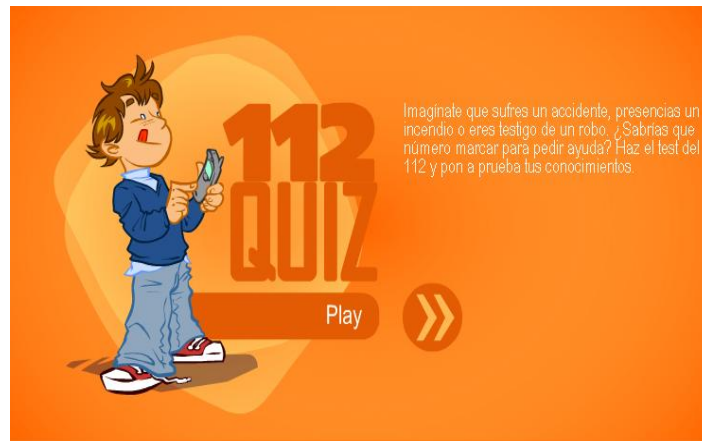 112
QUIZ
Play
Imagínate que sufres un accidente, presencias un
incendio o eres testigo de un robo. ¿Sabrías que
número marcar para pedir ayuda? Haz el test del
112 y pon a prueba tus conocimientos.